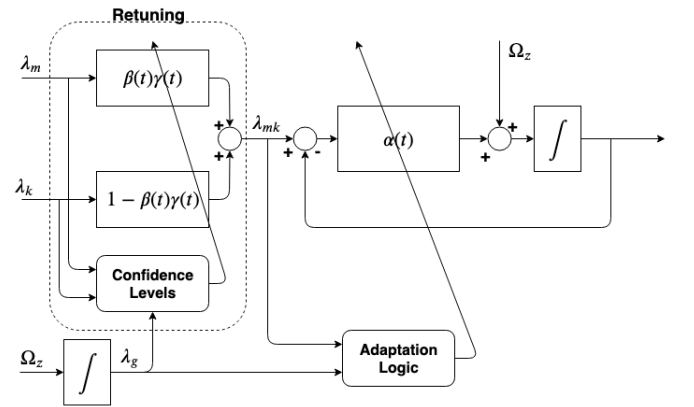 Retuning
λm
β(t)γ(t)
Ωz
+
λmk
+
α(t)
∫
+
+
-
+
λk
1 − β(t)γ(t)
Confidence
Levels
Ωz
∫
λg
Adaptation
Logic